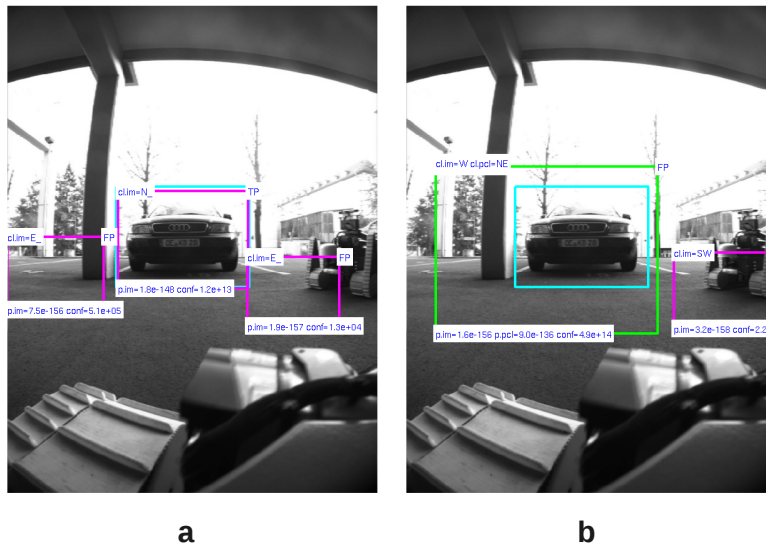 cl.im=N_
TP
cl.im=E_
FP
cl.im=E_
FP
p.im=1.8e-148 conf=1.2e+13
p.im=7.5e-156 conf=5.1e+05
p.im=1.9e-157 conf=1.3e+04
cl.im=W cl.pcl=NE
FP
cl.im=SW
p.im=1.6e-156 p.pcl=9.0e-136 conf=4.9e+14
p.im=3.2e-158 conf=2.2
a
b